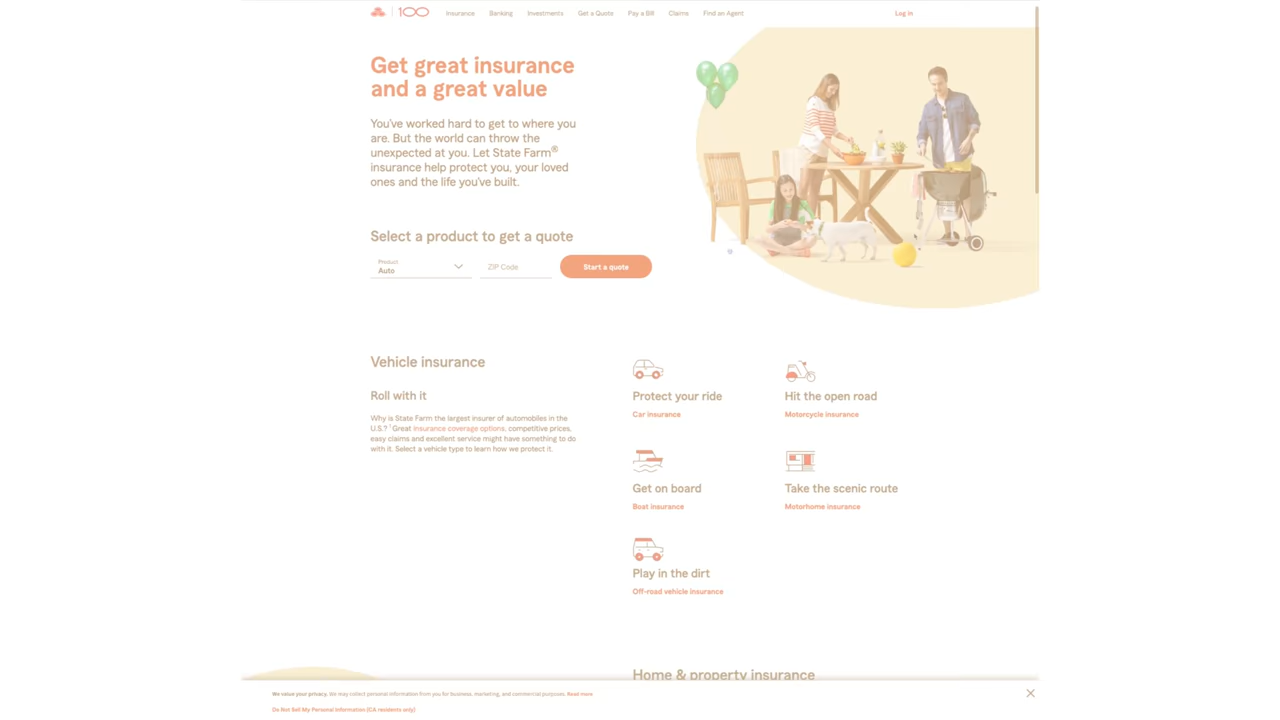 100
Insurance
Banking
Investments
Get a Quote
Pay a Bill
Claims
Find an Agent
Log in
Get great insurance
and a great value
You've worked hard to get to where you
are. But the world can throw the
unexpected at you. Let State Farm®
insurance help protect you, your loved
ones and the life you've built.
Select a product to get a quote
Product
Auto
ZIP Code
Start a quote
Vehicle insurance
Roll with it
Why is State Farm the largest insurer of automobiles in the
U.S.? 1 Great insurance coverage options, competitive prices,
easy claims and excellent service might have something to do
with it. Select a vehicle type to learn how we protect it.
Protect your ride
Car insurance
Hit the open road
Motorcycle insurance
Get on board
Boat insurance
Take the scenic route
Motorhome insurance
Play in the dirt
Off-road vehicle insurance
Home & property insurance
We value your privacy. We may collect personal information from you for business, marketing, and commercial purposes. Read more
Do Not Sell My Personal Information (CA residents only)